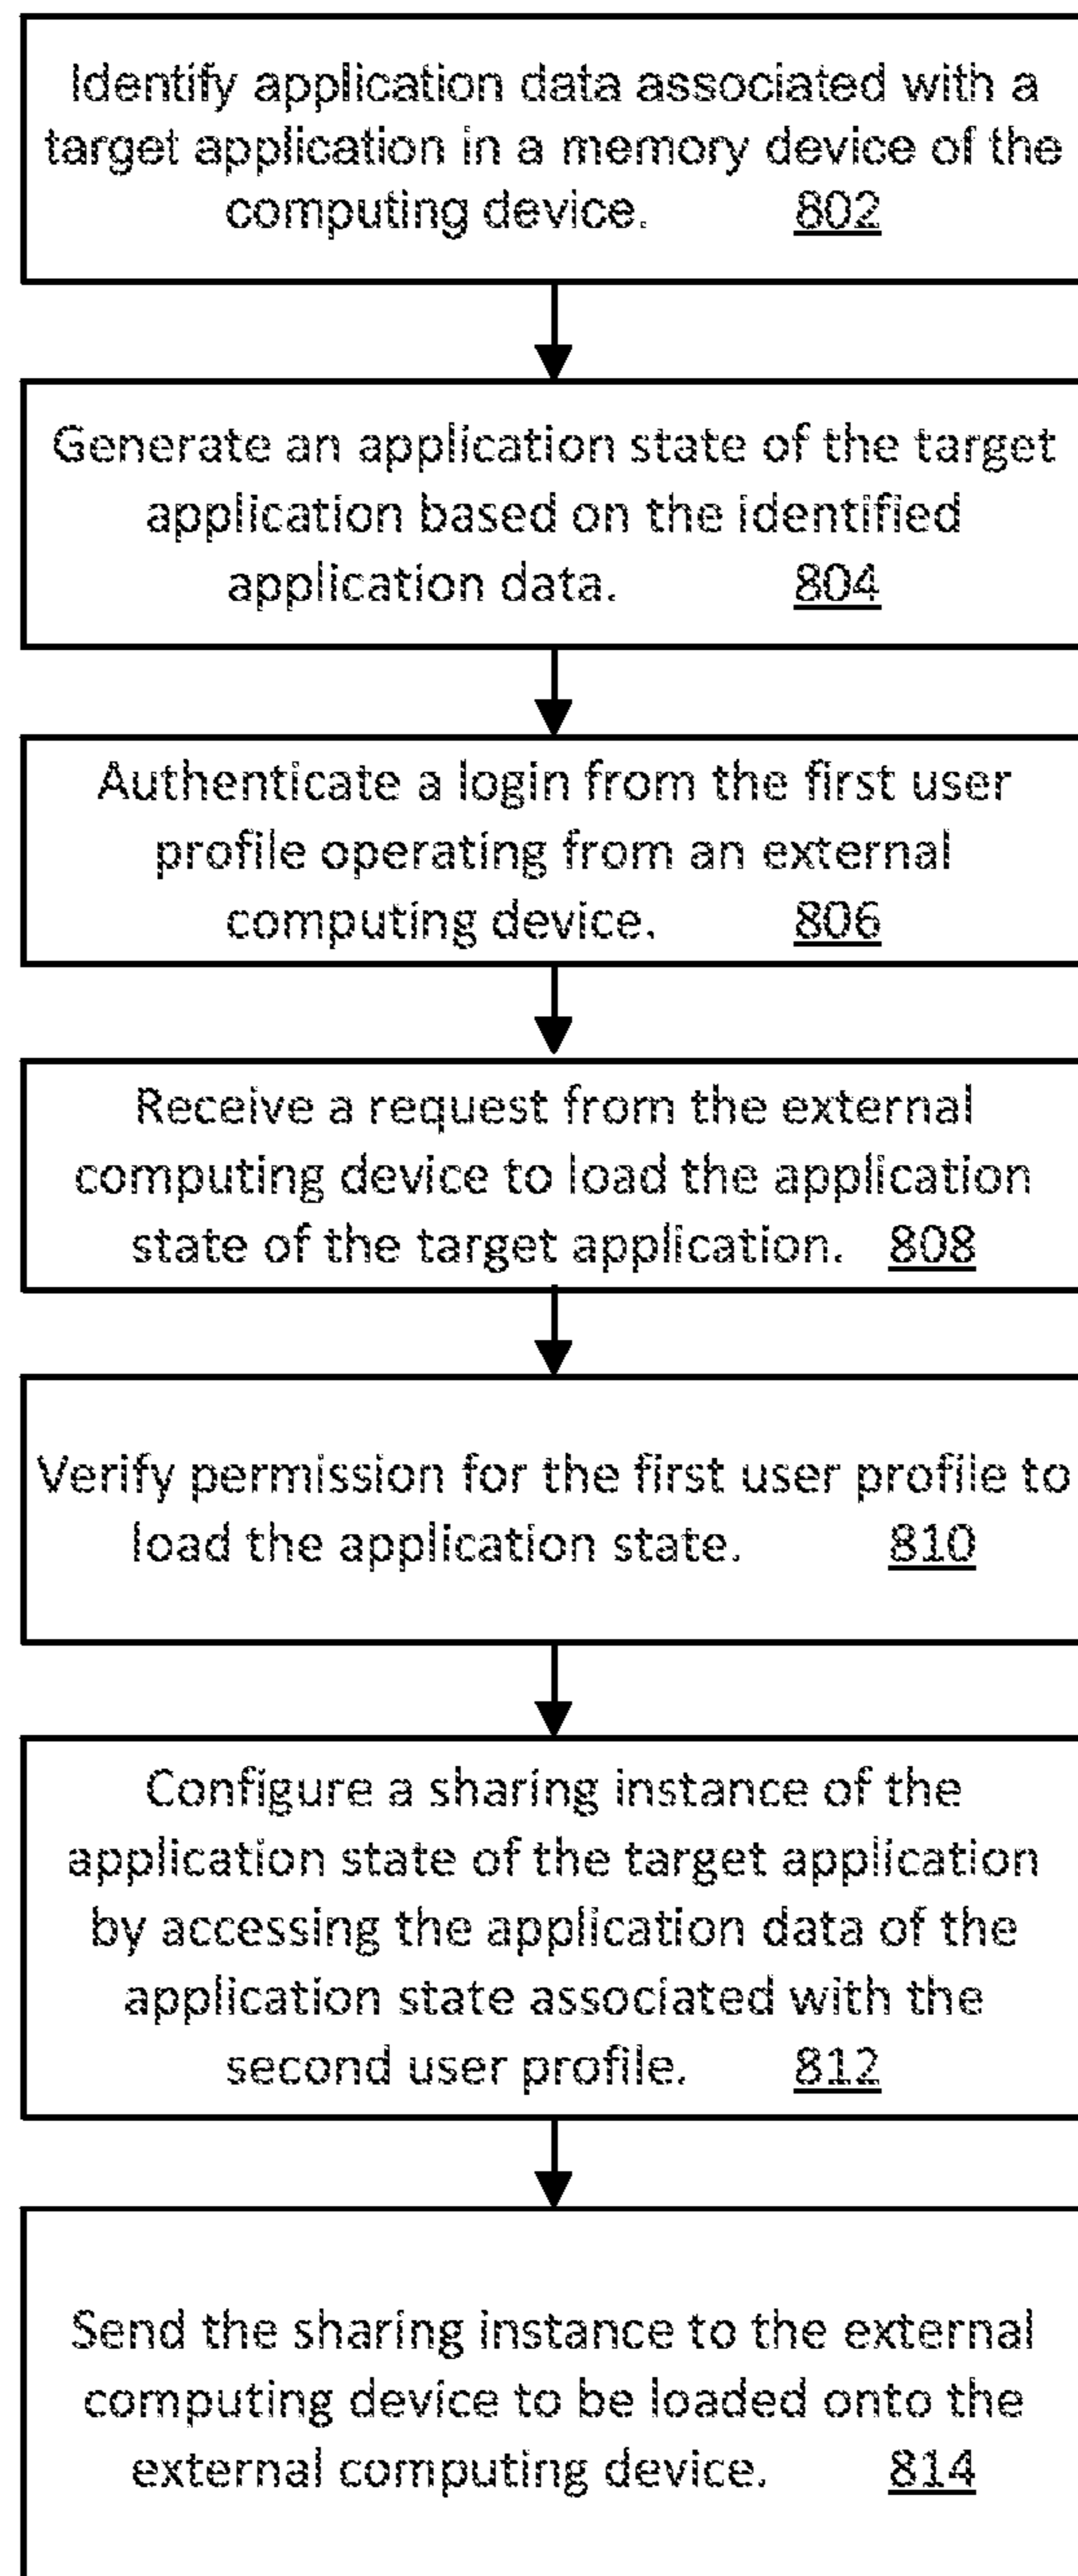 Identify application data associated with a
target application in a memory device of the
computing device. 802
Generate an application state of the target
application based on the identified
application data. 804
Authenticate a login from the first user
profile operating from an external
computing device. 806
Receive a request from the external
computing device to load the application
state of the target application. 808
Verify permission for the first user profile to
load the application state. 810
Configure a sharing instance of the
application state of the target application
by accessing the application data of the
application state associated with the
second user profile. 812
Send the sharing instance to the external
computing device to be loaded onto the
external computing device. 814